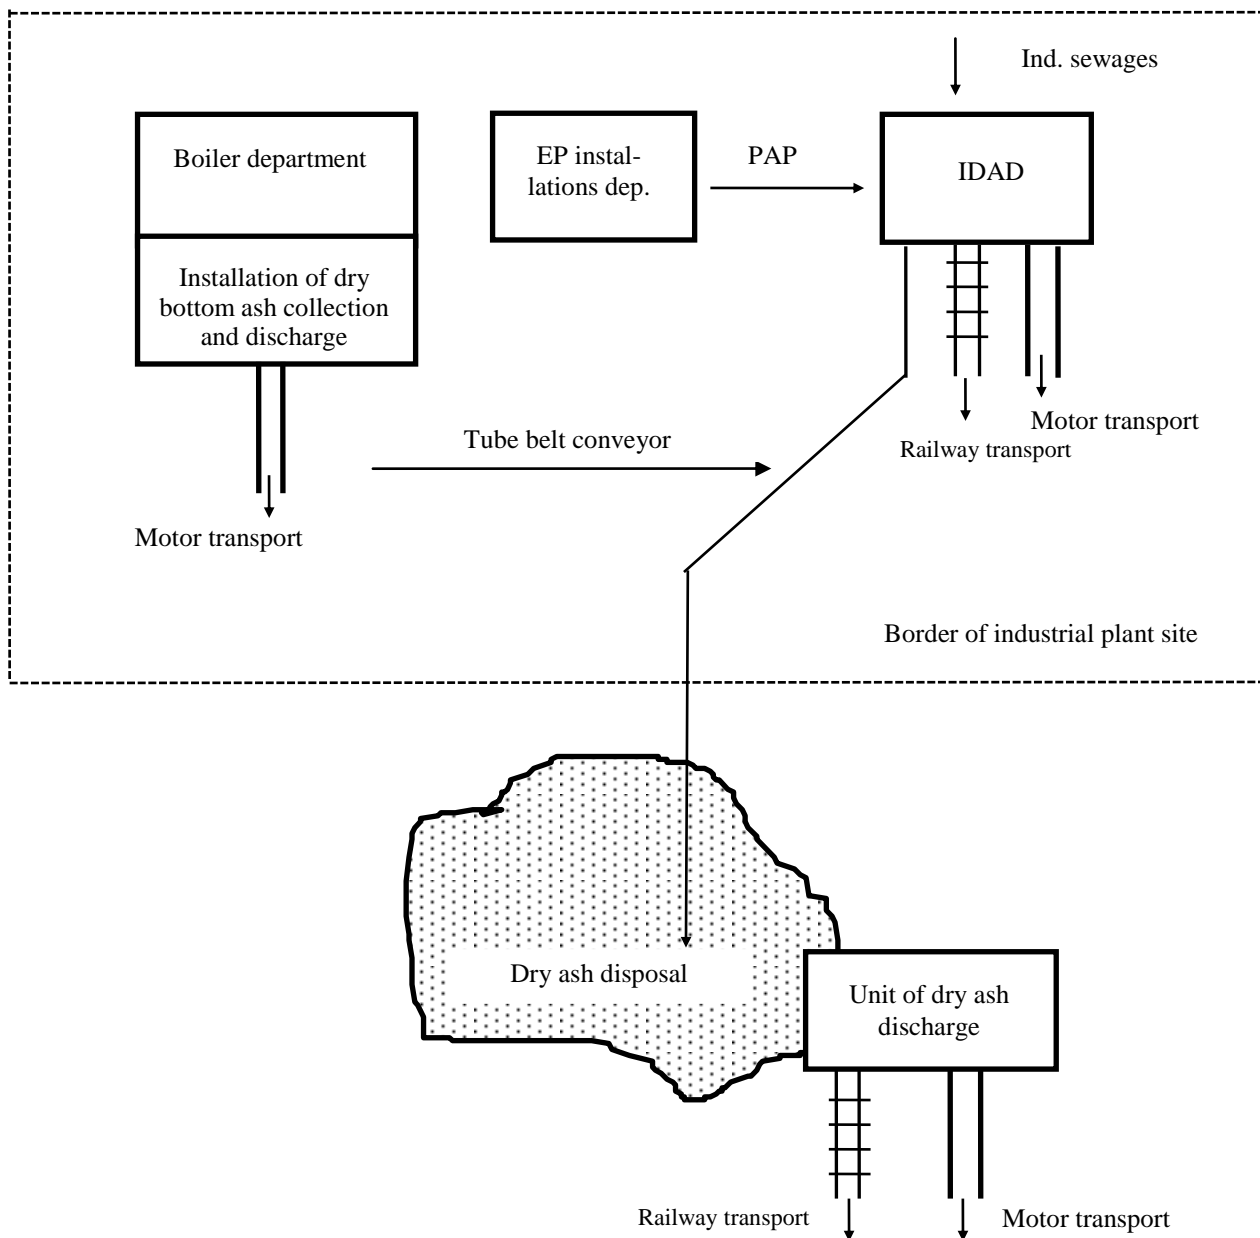 Ind. sewages
Boiler department
EP instal-
lations dep.
PAP
IDAD
Installation of dry
bottom ash collection
and discharge
Motor transport
Railway transport
Tube belt conveyor
Motor transport
Border of industrial plant site
Dry ash disposal
Unit of dry ash
discharge
Railway transport
Motor transport